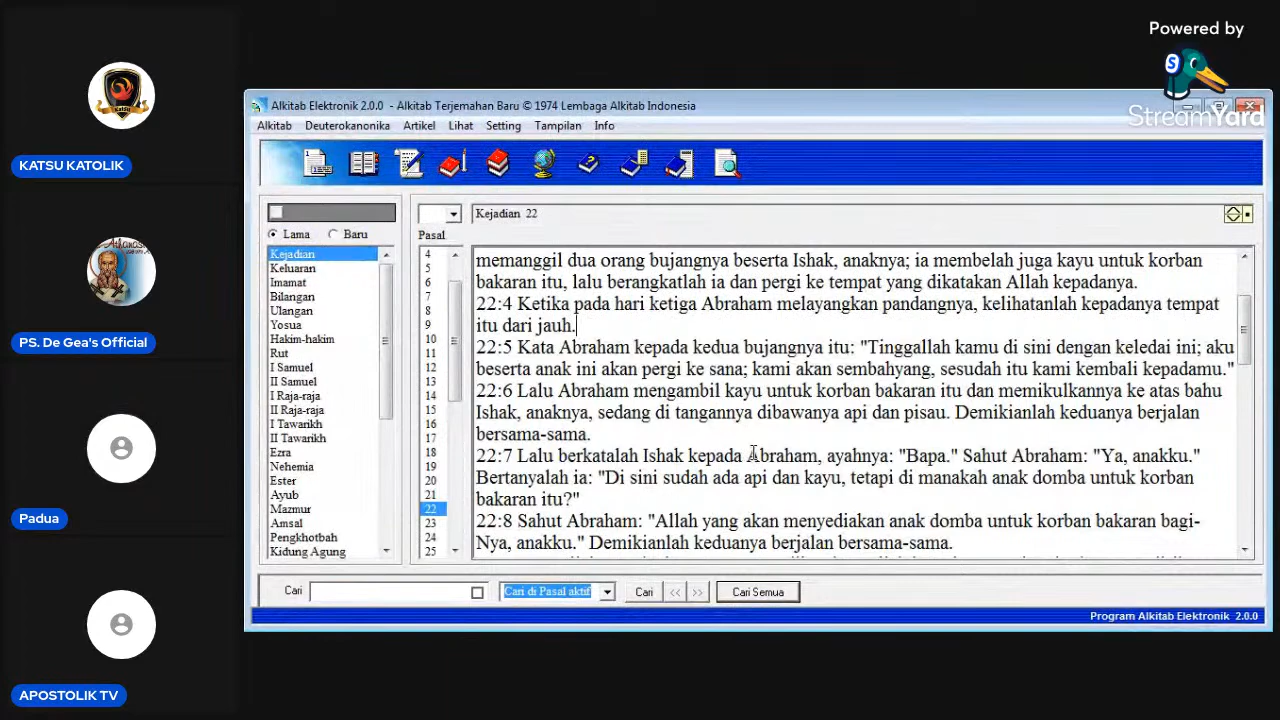 Powered by
StreamYard
KATSU KATOLIK
PS. De Gea's Official
Padua
APOSTOLIK TV
Alkitab Elektronik 2.0.0 - Alkitab Terjemahan Baru © 1974 Lembaga Alkitab Indonesia
Alkitab Deuterokanonika Artikel Lihat Setting Tampilan Info
Kejadian 22
Lama Baru
Pasal
Kejadian
Keluaran
Imamat
Bilangan
Ulangan
Yosua
Hakim-hakim
Rut
I Samuel
II Samuel
I Raja-raja
II Raja-raja
I Tawarikh
II Tawarikh
Ezra
Nehemia
Ester
Ayub
Mazmur
Amsal
Pengkhotbah
Kidung Agung
4
5
6
7
8
9
10
11
12
13
14
15
16
17
18
19
20
21
22
23
24
25
memanggil dua orang bujangnya beserta Ishak, anaknya; ia membelah juga kayu untuk korban
bakaran itu, lalu berangkatlah ia dan pergi ke tempat yang dikatakan Allah kepadanya.
22:4 Ketika pada hari ketiga Abraham melayangkan pandangnya, kelihatanlah kepadanya tempat
itu dari jauh.
22:5 Kata Abraham kepada kedua bujangnya itu: "Tinggallah kamu di sini dengan keledai ini; aku
beserta anak ini akan pergi ke sana; kami akan sembahyang, sesudah itu kami kembali kepadamu."
22:6 Lalu Abraham mengambil kayu untuk korban bakaran itu dan memikulkannya ke atas bahu
Ishak, anaknya, sedang di tangannya dibawanya api dan pisau. Demikianlah keduanya berjalan
bersama-sama.
22:7 Lalu berkatalah Ishak kepada Abraham, ayahnya: "Bapa." Sahut Abraham: "Ya, anakku."
Bertanyalah ia: "Di sini sudah ada api dan kayu, tetapi di manakah anak domba untuk korban
bakaran itu?"
22:8 Sahut Abraham: "Allah yang akan menyediakan anak domba untuk korban bakaran bagi-
Nya, anakku." Demikianlah keduanya berjalan bersama-sama.
Cari Cari di Pasal aktif Cari << >> Cari Semua
Program Alkitab Elektronik 2.0.0